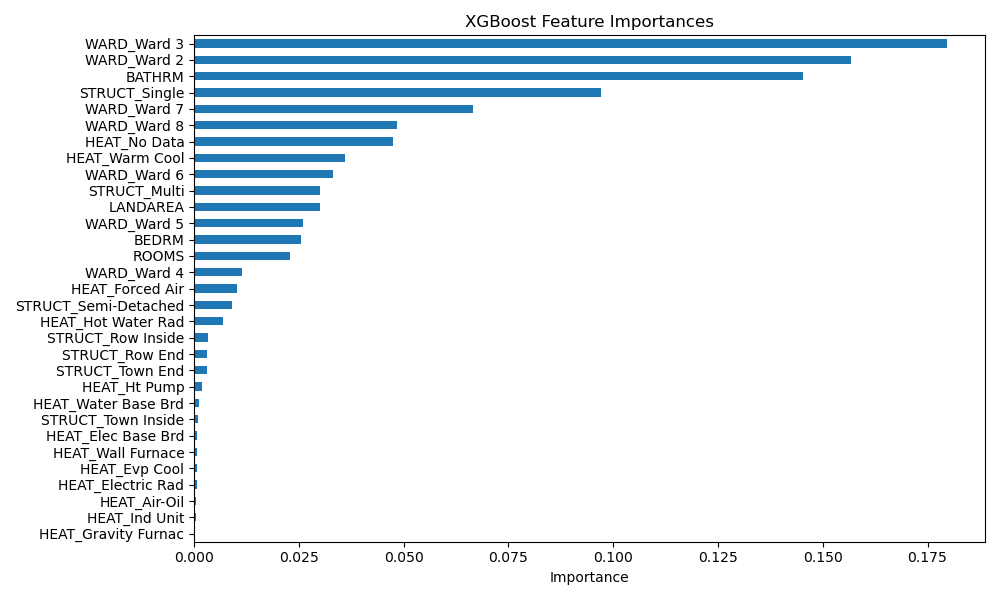 XGBoost Feature Importances
WARD_Ward 3
WARD_Ward 2
BATHRM
STRUCT_Single
WARD_Ward 7
WARD_Ward 8
HEAT_No Data
HEAT_Warm Cool
WARD_Ward 6
STRUCT_Multi
LANDAREA
WARD_Ward 5
BEDRM
ROOMS
WARD_Ward 4
HEAT_Forced Air
STRUCT_Semi-Detached
HEAT_Hot Water Rad
STRUCT_Row Inside
STRUCT_Row End
STRUCT_Town End
HEAT_Ht Pump
HEAT_Water Base Brd
STRUCT_Town Inside
HEAT_Elec Base Brd
HEAT_Wall Furnace
HEAT_Evp Cool
HEAT_Electric Rad
HEAT_Air-Oil
HEAT_Ind Unit
HEAT_Gravity Furnac
0.000 0.025 0.050 0.075 0.100 0.125 0.150 0.175
Importance